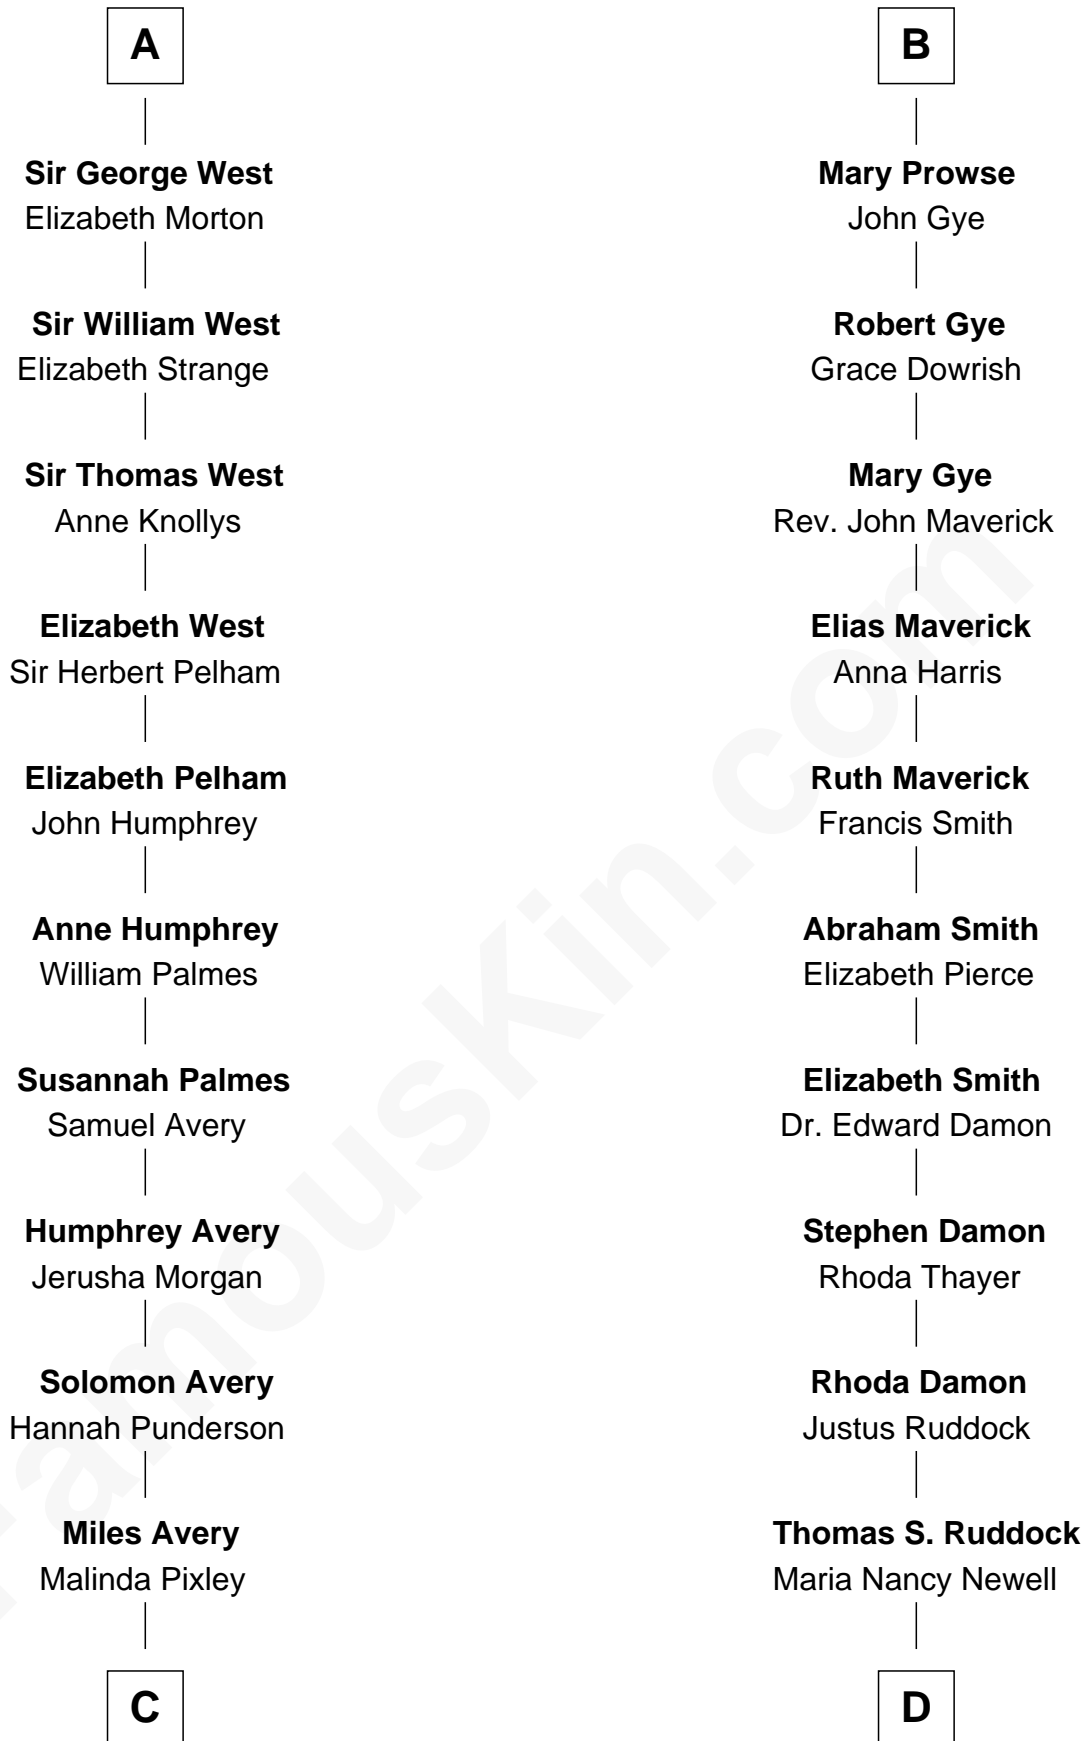 A
Sir George West
Elizabeth Morton
Sir William West
Elizabeth Strange
Sir Thomas West
Anne Knollys
Elizabeth West
Sir Herbert Pelham
Elizabeth Pelham
John Humphrey
Anne Humphrey
William Palmes
Susannah Palmes
Samuel Avery
Humphrey Avery
Jerusha Morgan
Solomon Avery
Hannah Punderson
Miles Avery
Malinda Pixley
C
B
Mary Prowse
John Gye
Robert Gye
Grace Dowrish
Mary Gye
Rev. John Maverick
Elias Maverick
Anna Harris
Ruth Maverick
Francis Smith
Abraham Smith
Elizabeth Pierce
Elizabeth Smith
Dr. Edward Damon
Stephen Damon
Rhoda Thayer
Rhoda Damon
Justus Ruddock
Thomas S. Ruddock
Maria Nancy Newell
D
FamousKin.com